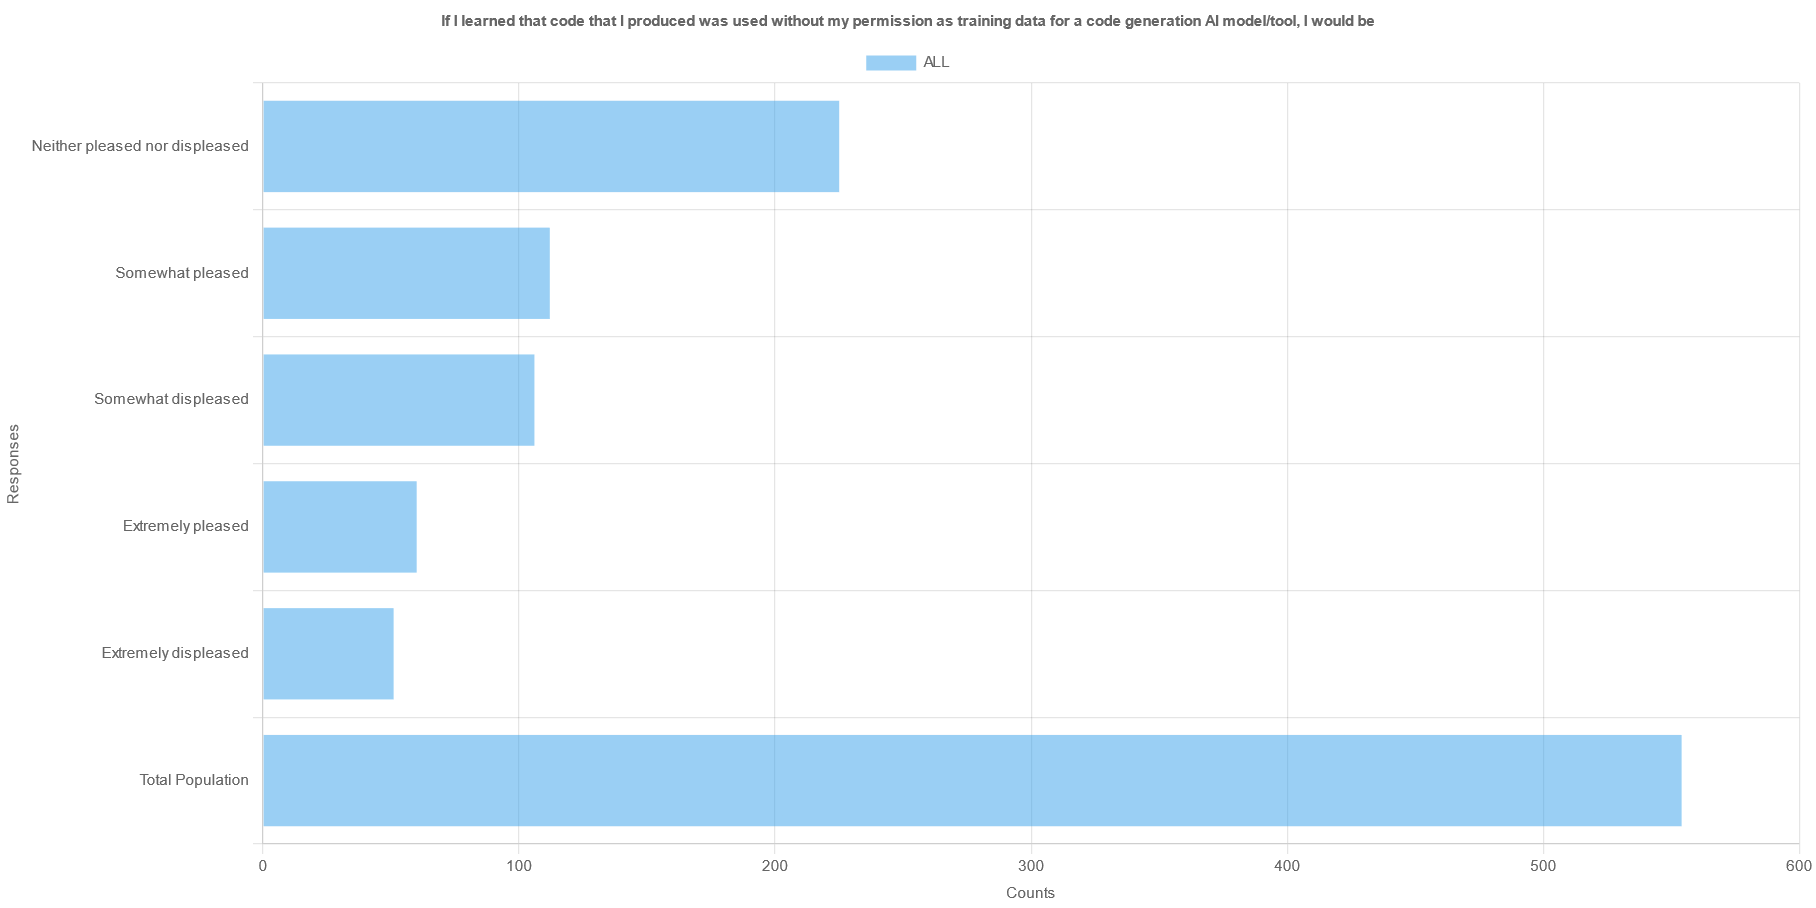 If I learned that code that I produced was used without my permission as training data for a code generation AI model/tool, I would be
ALL
Neither pleased nor displeased
Somewhat pleased
Somewhat displeased
Extremely pleased
Extremely displeased
Total Population
Responses
0 100 200 300 400 500 600
Counts